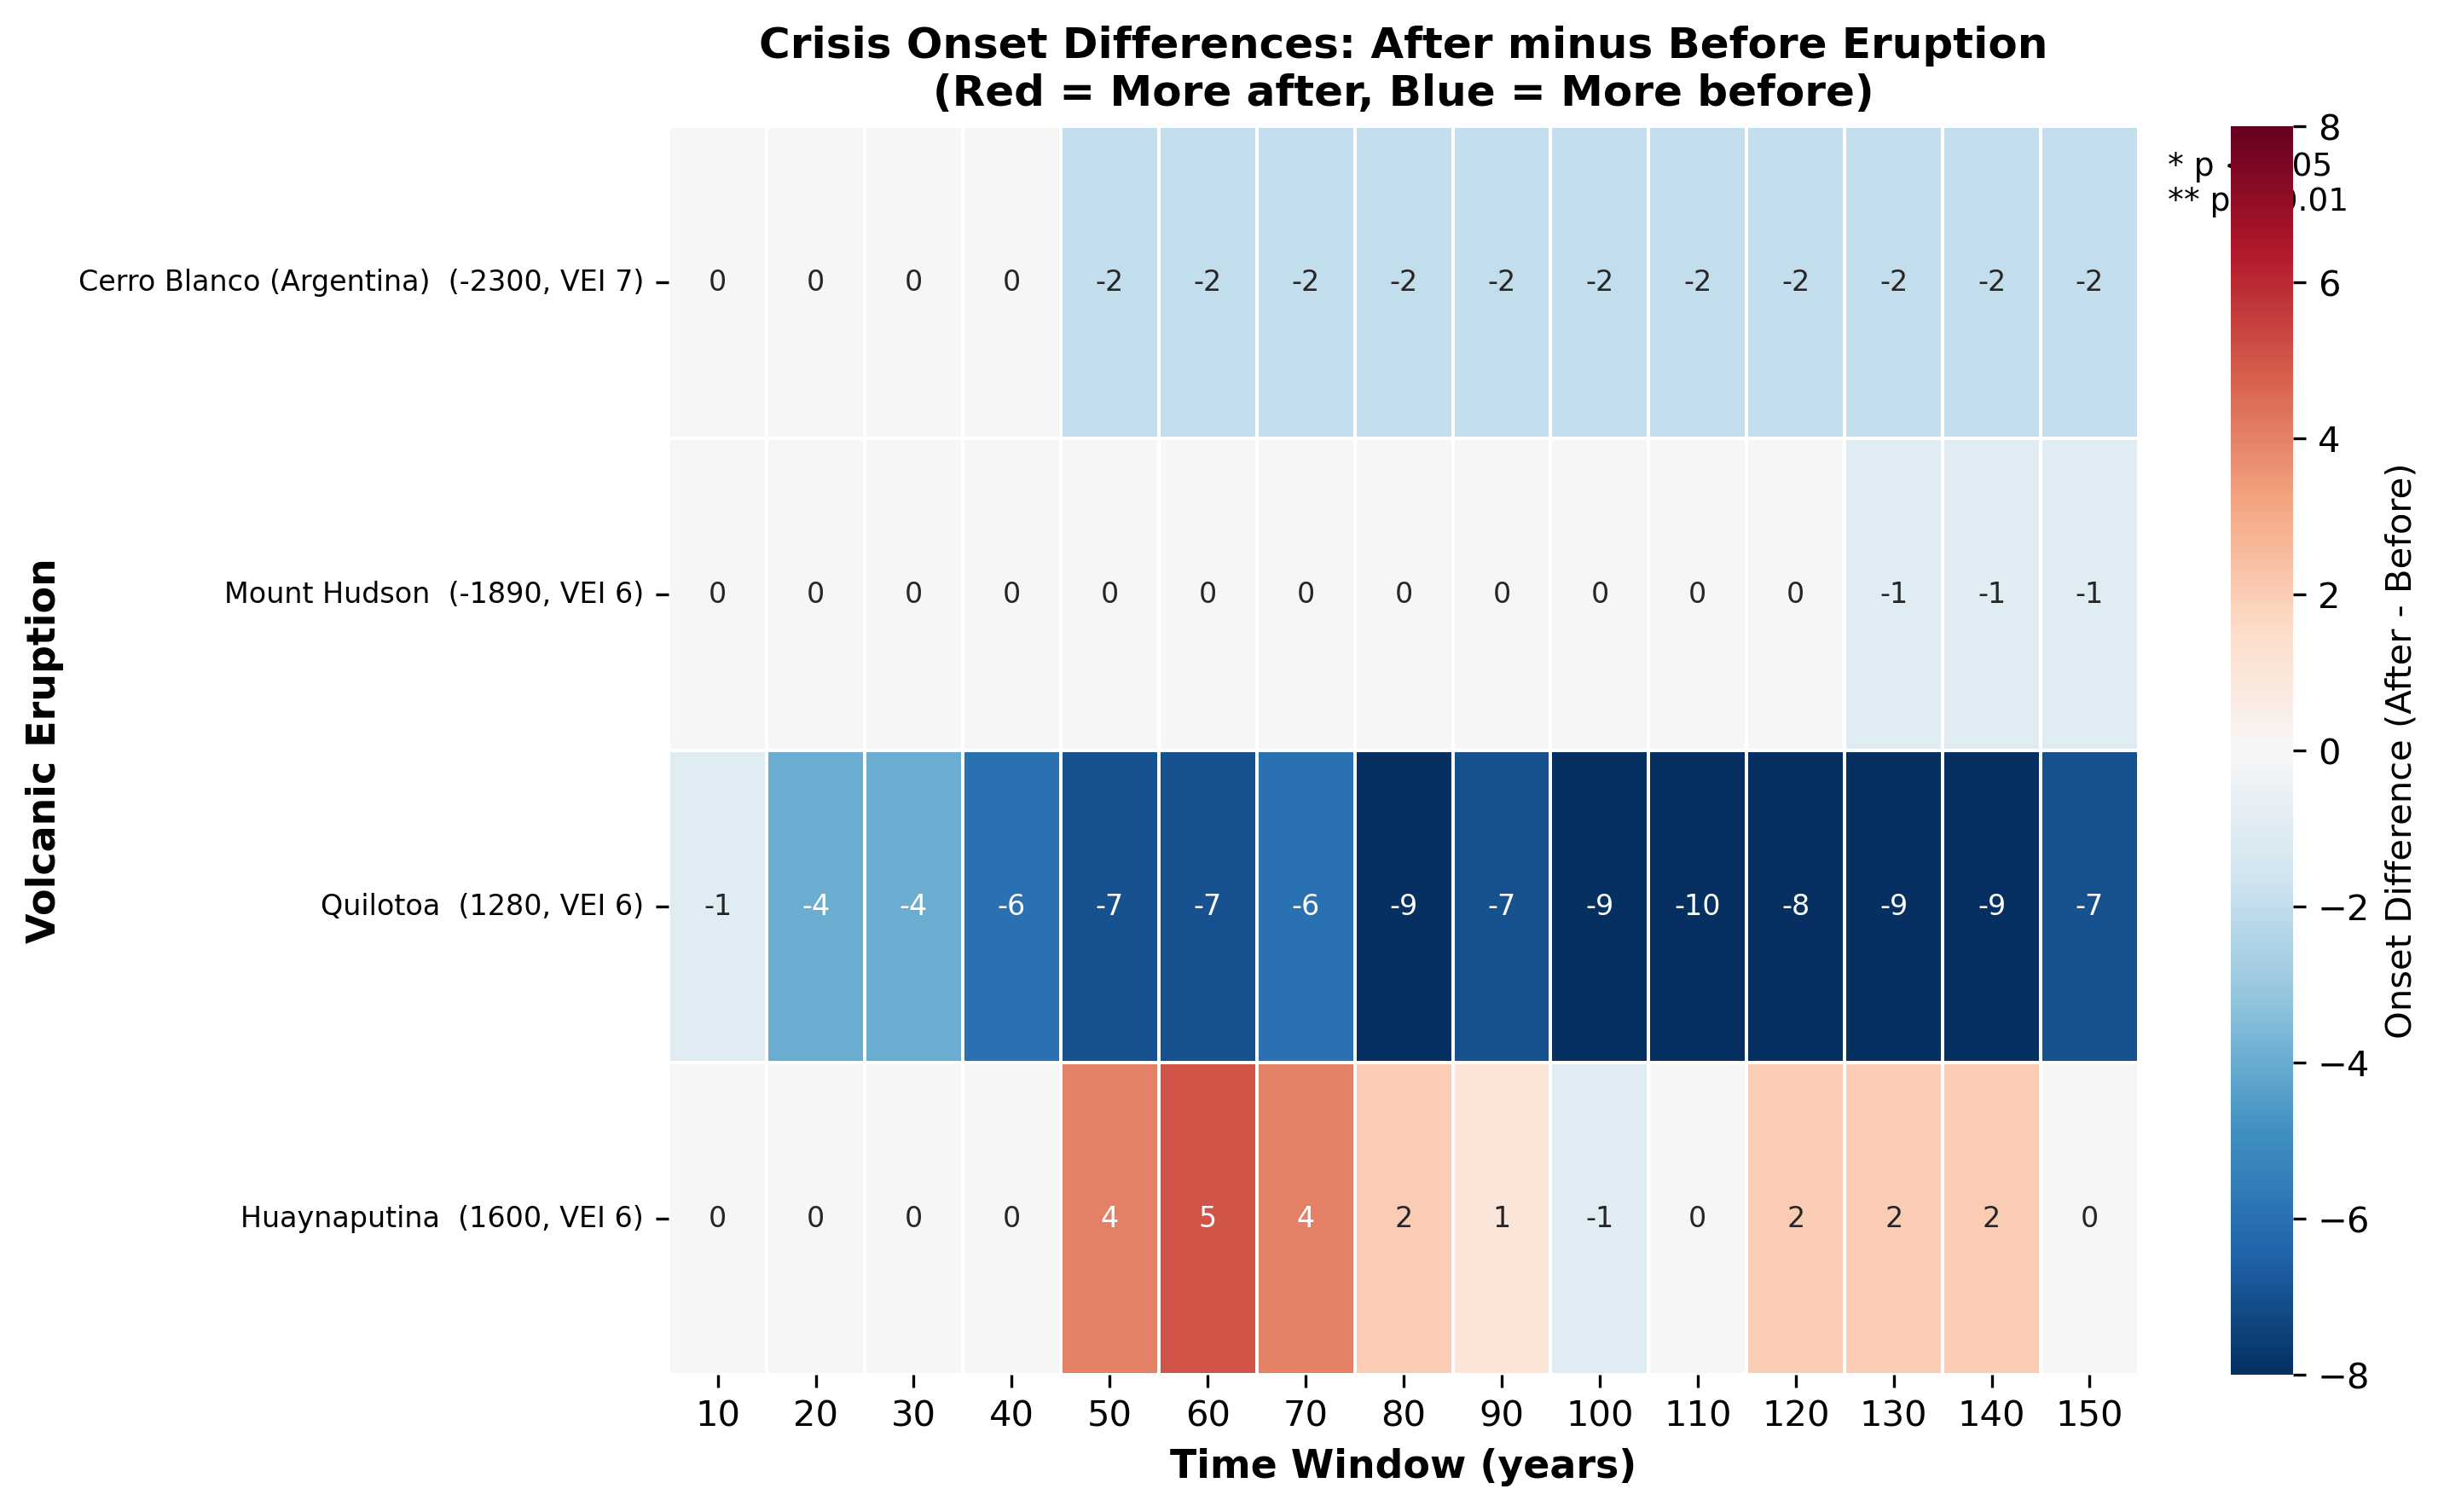 Crisis Onset Differences: After minus Before Eruption
(Red = More after, Blue = More before)
* p < 05
** p 0.01
Volcanic Eruption
Cerro Blanco (Argentina)  (-2300, VEI 7)
0 0 0 0 -2 -2 -2 -2 -2 -2 -2 -2 -2 -2 -2
Mount Hudson  (-1890, VEI 6)
0 0 0 0 0 0 0 0 0 0 0 0 -1 -1 -1
Quilotoa  (1280, VEI 6)
-1 -4 -4 -6 -7 -7 -6 -9 -7 -9 -10 -8 -9 -9 -7
Huaynaputina  (1600, VEI 6)
0 0 0 0 4 5 4 2 1 -1 0 2 2 2 0
10 20 30 40 50 60 70 80 90 100 110 120 130 140 150
Time Window (years)
8
6
4
2
0
−2
−4
−6
−8
Onset Difference (After - Before)